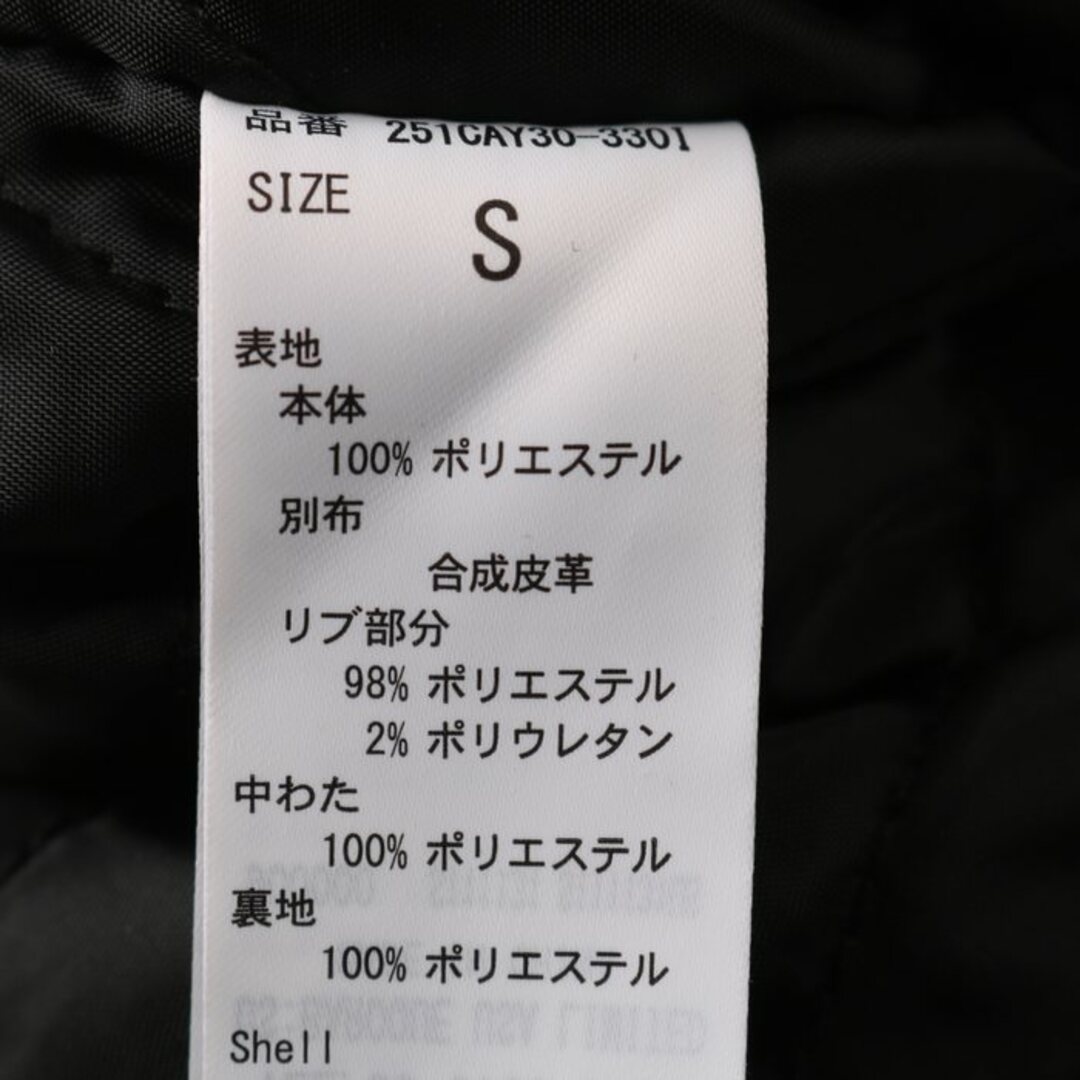 品番 251CAY30-330I
SIZE
S
表地
本体
100% ポリエステル
別布
合成皮革
リブ部分
98% ポリエステル
2% ポリウレタン
中わた
100% ポリエステル
裏地
100% ポリエステル
Shell